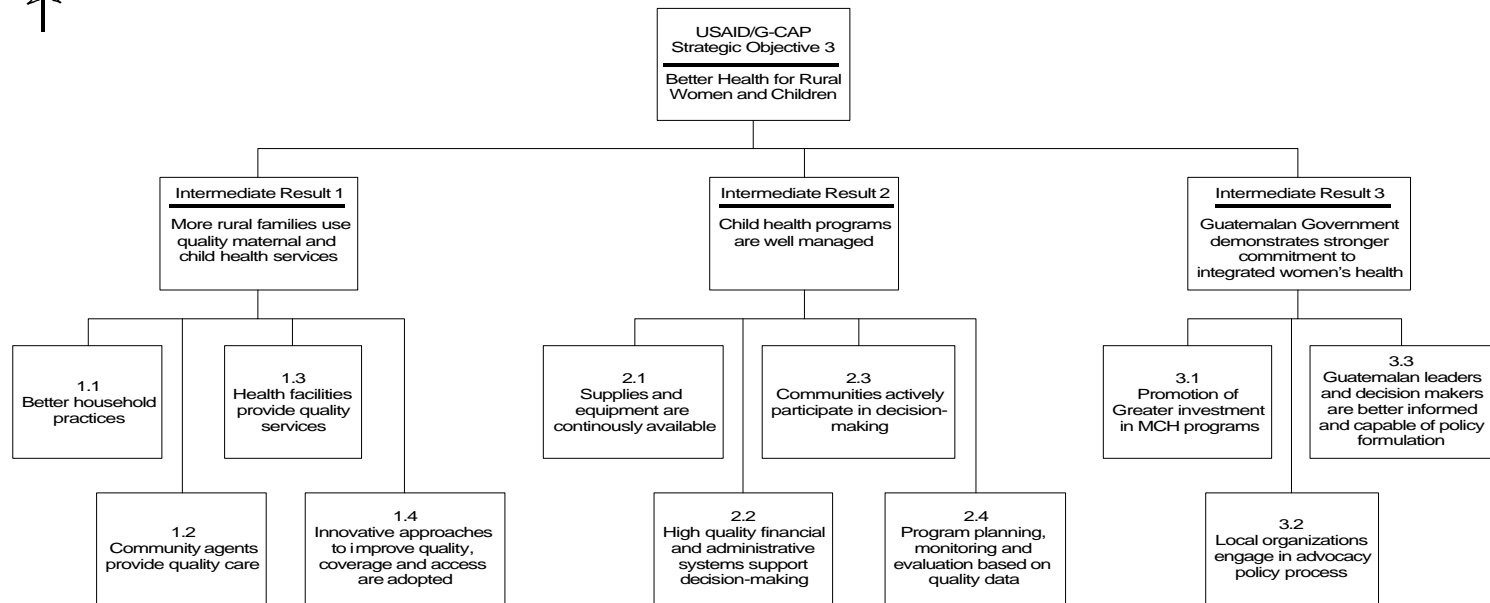 USAID/G-CAP
Strategic Objective 3
Better Health for Rural
Women and Children
Intermediate Result 1
More rural families use
quality maternal and
child health services
Intermediate Result 2
Child health programs
are well managed
Intermediate Result 3
Guatemalan Government
demonstrates stronger
commitment to
integrated women's health
1.1
Better household
practices
1.3
Health facilities
provide quality
services
2.1
Supplies and
equipment are
continously available
2.3
Communities actively
participate in decision-
making
3.1
Promotion of
Greater investment
in MCH programs
3.3
Guatemalan leaders
and decision makers
are better informed
and capable of policy
formulation
1.2
Community agents
provide quality care
1.4
Innovative approaches
to improve quality,
coverage and access
are adopted
2.2
High quality financial
and administrative
systems support
decision-making
2.4
Program planning,
monitoring and
evaluation based on
quality data
3.2
Local organizations
engage in advocacy
policy process